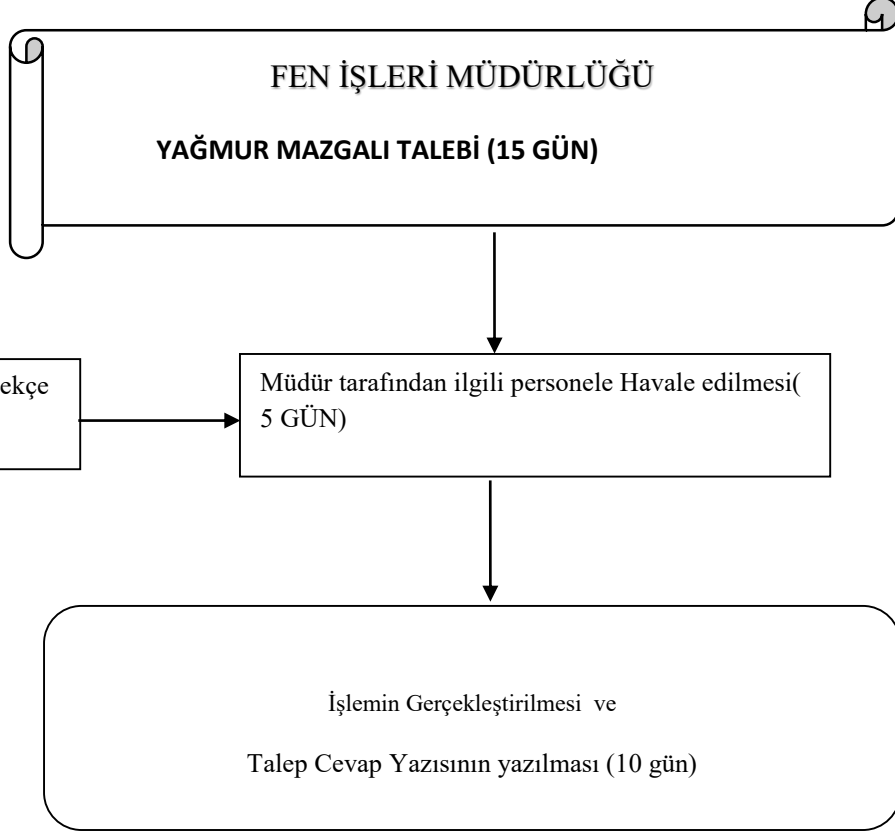 FEN İŞLERİ MÜDÜRLÜĞÜ
YAĞMUR MAZGALI TALEBİ (15 GÜN)
ekçe
Müdür tarafından ilgili personele Havale edilmesi(
5 GÜN)
İşlemin Gerçekleştirilmesi ve
Talep Cevap Yazısının yazılması (10 gün)